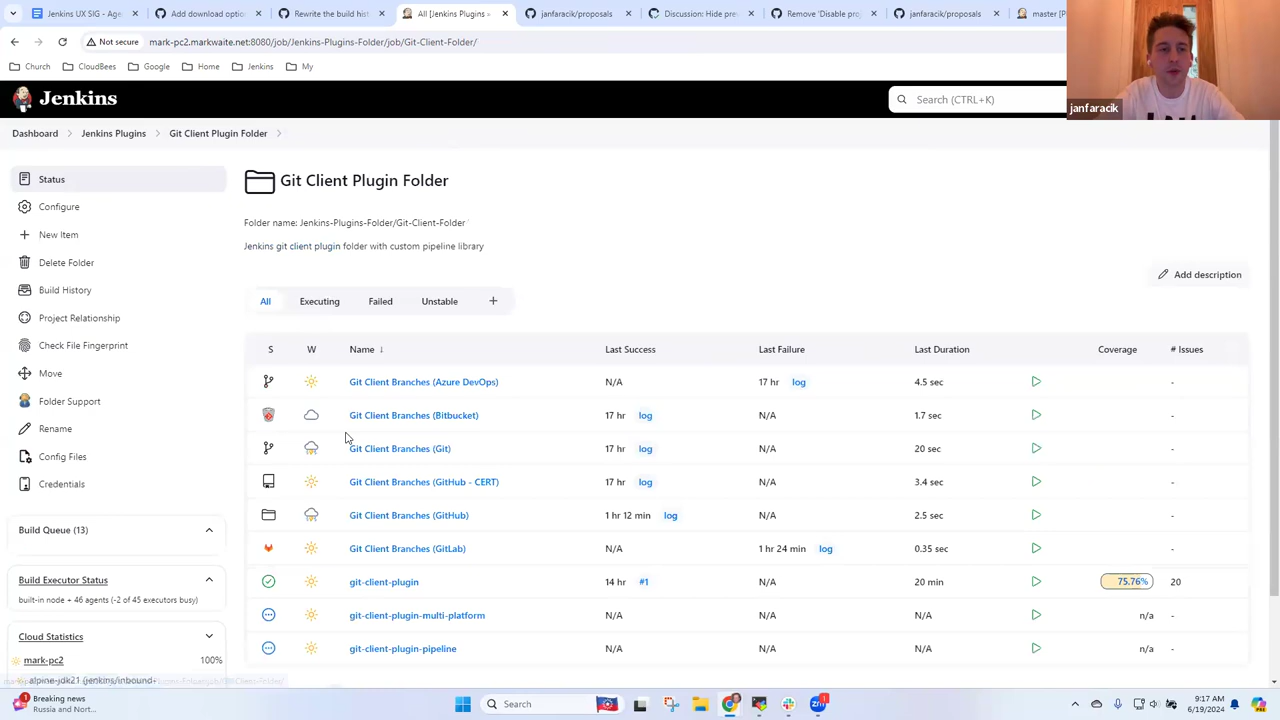 Jenkins UX SIG - Age
Add download option
Rewrite the build hist
All [Jenkins Plugins »
janfaracik/proposals
Discussion: Hide prev
Remove 'Disable proj
janfaracik/proposals
master [P
Not secure mark-pc2.markwaite.net:8080/job/Jenkins-Plugins-Folder/job/Git-Client-Folder/
Church CloudBees Google Home Jenkins My
janfaracik
Jenkins
Search (CTRL+K)
Dashboard Jenkins Plugins Git Client Plugin Folder
Status
Configure
New Item
Delete Folder
Build History
Project Relationship
Check File Fingerprint
Move
Folder Support
Rename
Config Files
Credentials
Build Queue (13)
Build Executor Status
built-in node + 46 agents (-2 of 45 executors busy)
Cloud Statistics
mark-pc2 100%
alpine-jdk21 (jenkins/inbound-
Git Client Plugin Folder
Folder name: Jenkins-Plugins-Folder/Git-Client-Folder
Jenkins git client plugin folder with custom pipeline library
Add description
All Executing Failed Unstable +
S W Name ↓ Last Success Last Failure Last Duration Coverage # Issues
Git Client Branches (Azure DevOps) N/A 17 hr log 4.5 sec -
Git Client Branches (Bitbucket) 17 hr log N/A 1.7 sec -
Git Client Branches (Git) 17 hr log N/A 20 sec -
Git Client Branches (GitHub - CERT) 17 hr log N/A 3.4 sec -
Git Client Branches (GitHub) 1 hr 12 min log N/A 2.5 sec -
Git Client Branches (GitLab) N/A 1 hr 24 min log 0.35 sec -
git-client-plugin 14 hr #1 N/A 20 min 75.76% 20
git-client-plugin-multi-platform N/A N/A N/A n/a -
git-client-plugin-pipeline N/A N/A N/A n/a -
1
Breaking news
Russia and Nort...
Search
1
9:17 AM
6/19/2024